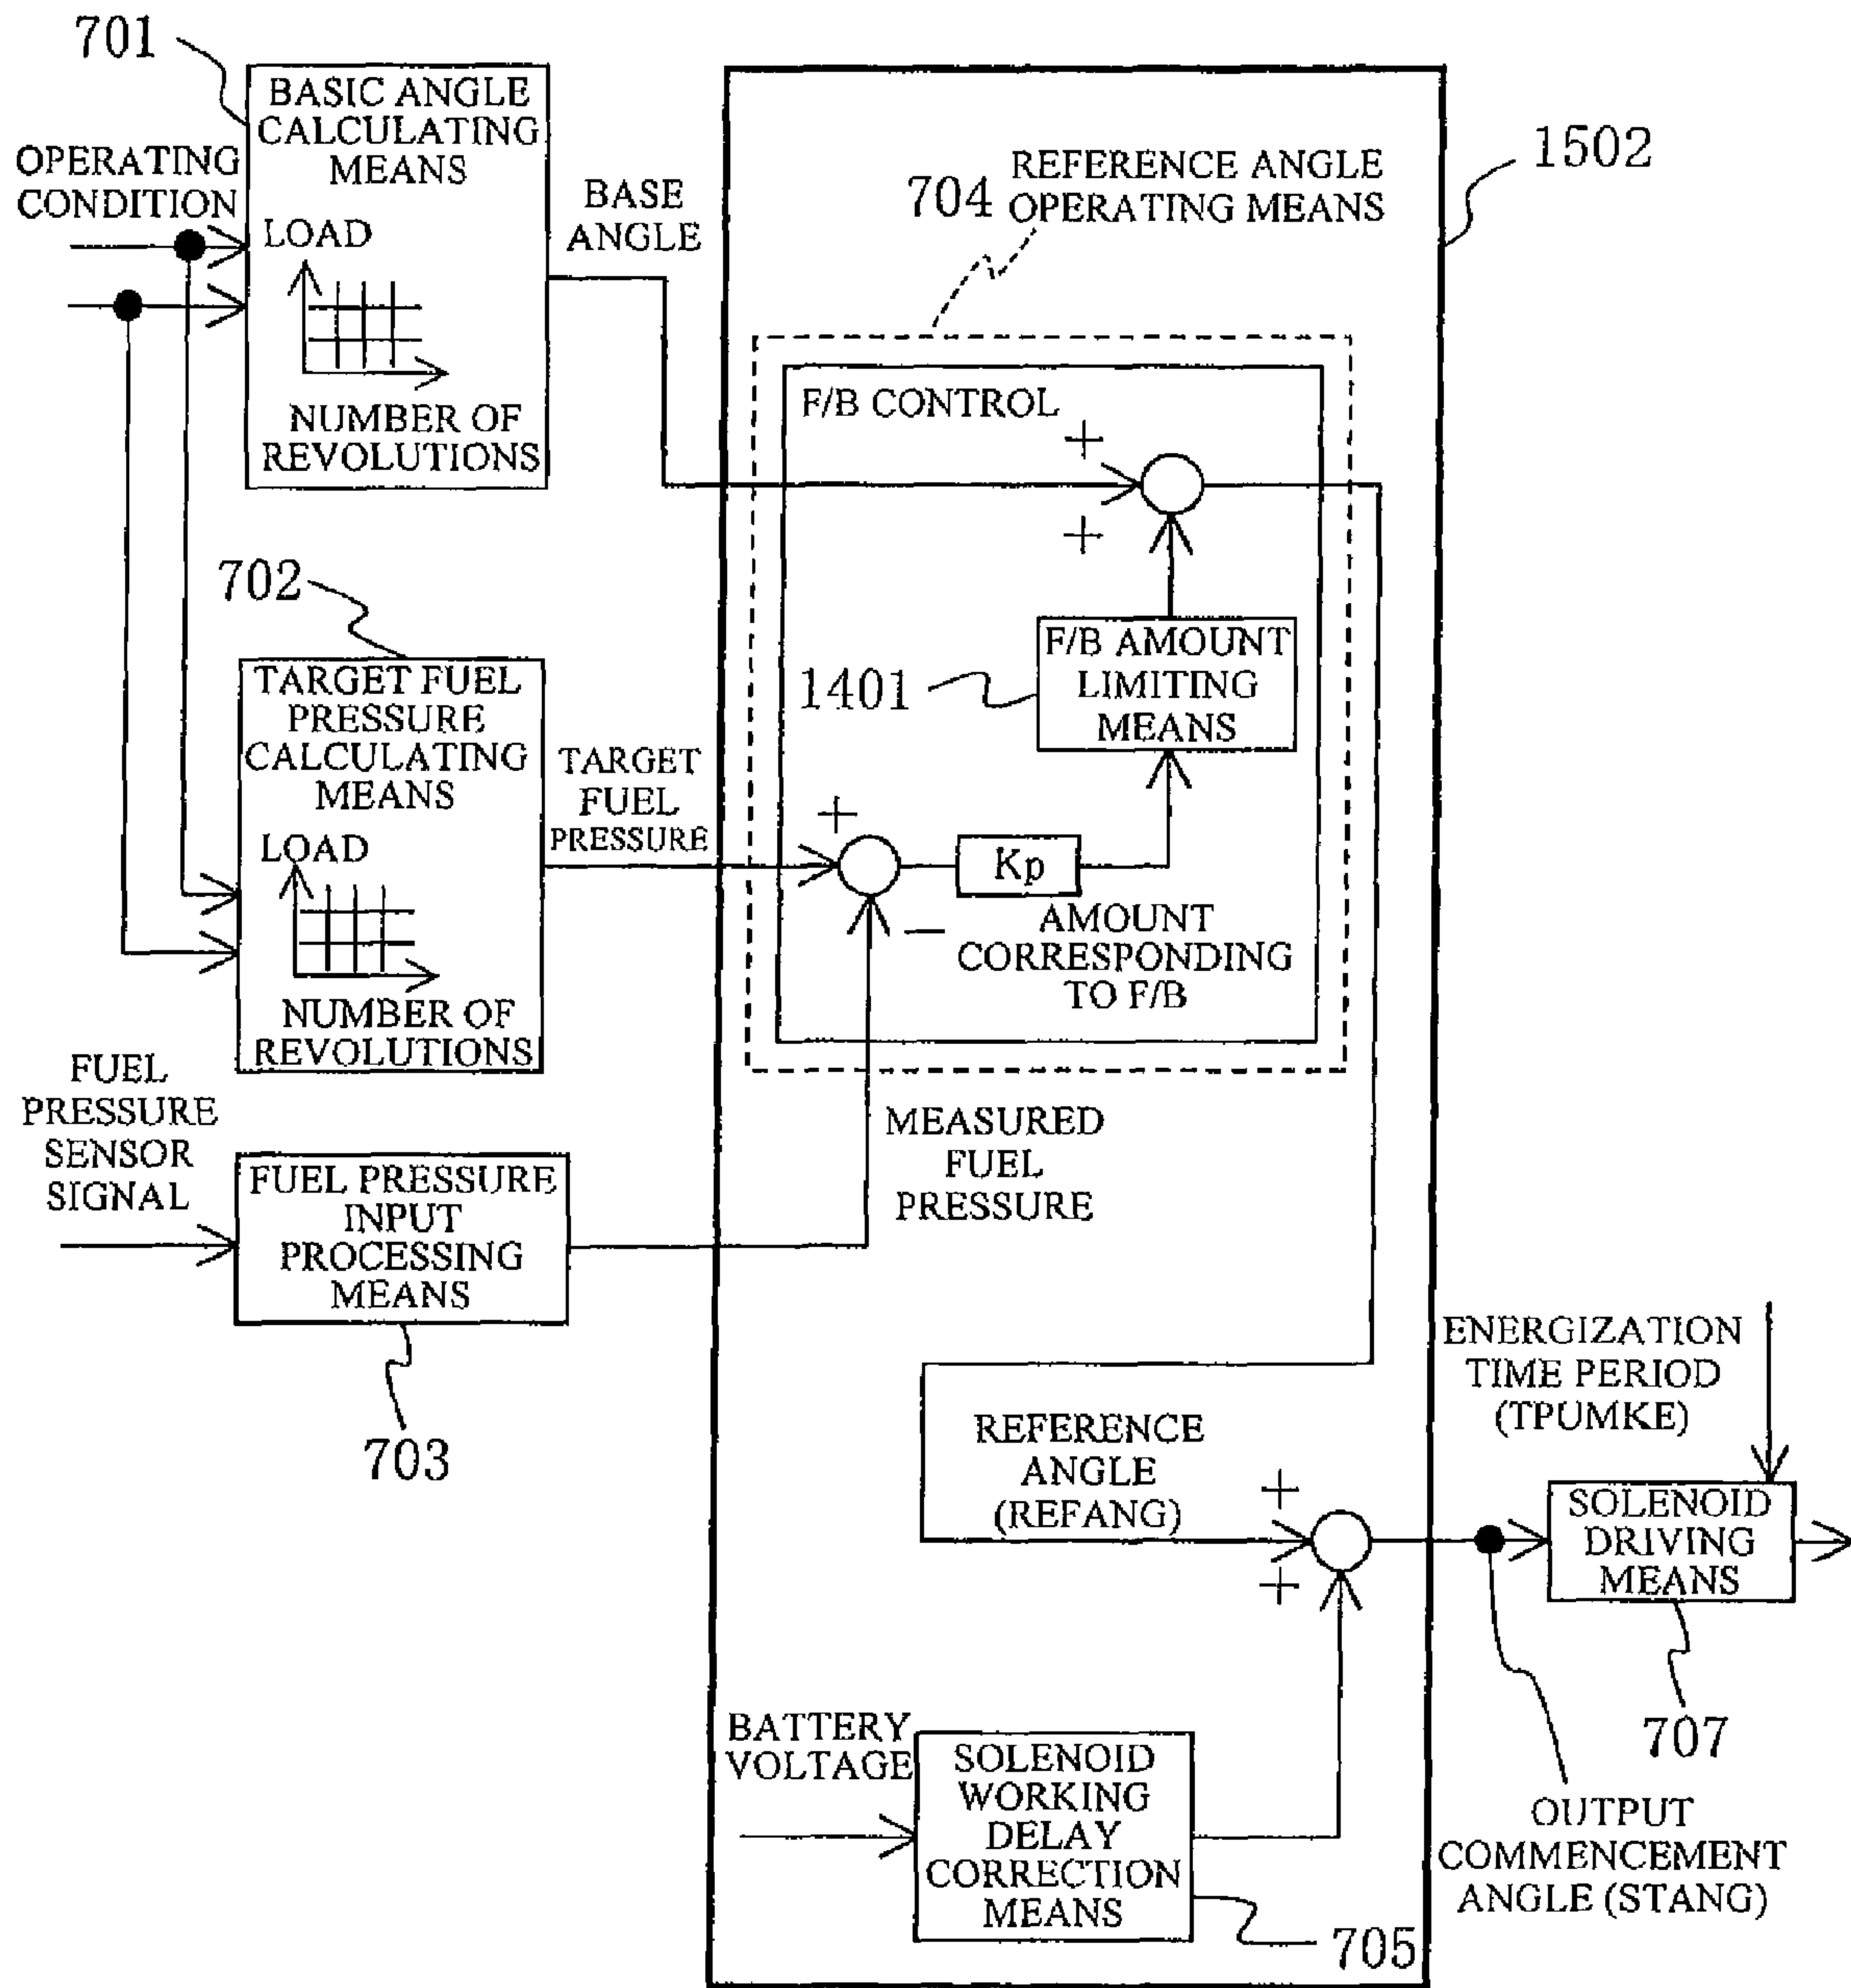 701
BASIC ANGLE
CALCULATING
MEANS
OPERATING
CONDITION
LOAD
NUMBER OF
REVOLUTIONS
BASE
ANGLE
704
REFERENCE ANGLE
OPERATING MEANS
1502
F/B CONTROL
+
+
F/B AMOUNT
LIMITING
MEANS
1401
702
TARGET FUEL
PRESSURE
CALCULATING
MEANS
LOAD
NUMBER OF
REVOLUTIONS
TARGET
FUEL
PRESSURE
+
−
Kp
AMOUNT
CORRESPONDING
TO F/B
FUEL
PRESSURE
SENSOR
SIGNAL
FUEL PRESSURE
INPUT
PROCESSING
MEANS
703
MEASURED
FUEL
PRESSURE
REFERENCE
ANGLE
(REFANG)
+
+
ENERGIZATION
TIME PERIOD
(TPUMKE)
SOLENOID
DRIVING
MEANS
707
BATTERY
VOLTAGE
SOLENOID
WORKING
DELAY
CORRECTION
MEANS
705
OUTPUT
COMMENCEMENT
ANGLE (STANG)